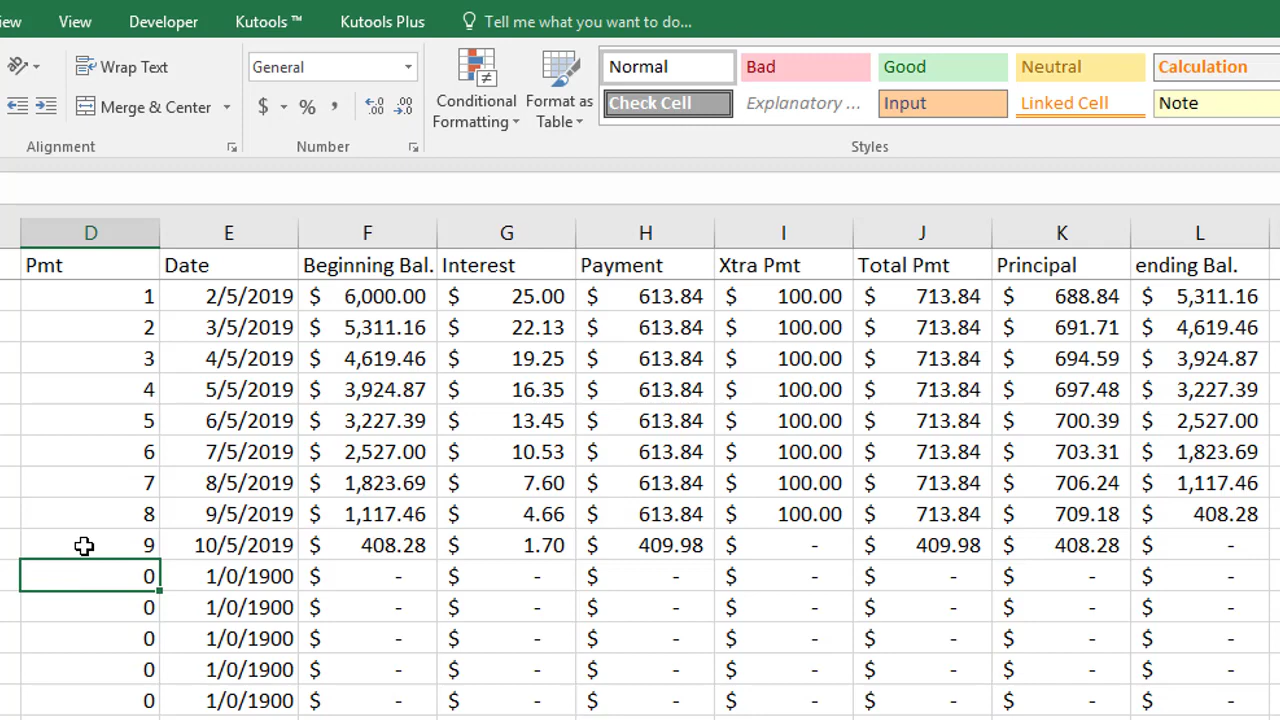 iew View Developer Kutools ™ Kutools Plus Tell me what you want to do...
Wrap Text General Normal Bad Good Neutral Calculation
Merge & Center $ % , Conditional Formatting Format as Table Check Cell Explanatory ... Input Linked Cell Note
Alignment Number Styles
D E F G H I J K L
Pmt Date Beginning Bal. Interest Payment Xtra Pmt Total Pmt Principal ending Bal.
1 2/5/2019 $ 6,000.00 $ 25.00 $ 613.84 $ 100.00 $ 713.84 $ 688.84 $ 5,311.16
2 3/5/2019 $ 5,311.16 $ 22.13 $ 613.84 $ 100.00 $ 713.84 $ 691.71 $ 4,619.46
3 4/5/2019 $ 4,619.46 $ 19.25 $ 613.84 $ 100.00 $ 713.84 $ 694.59 $ 3,924.87
4 5/5/2019 $ 3,924.87 $ 16.35 $ 613.84 $ 100.00 $ 713.84 $ 697.48 $ 3,227.39
5 6/5/2019 $ 3,227.39 $ 13.45 $ 613.84 $ 100.00 $ 713.84 $ 700.39 $ 2,527.00
6 7/5/2019 $ 2,527.00 $ 10.53 $ 613.84 $ 100.00 $ 713.84 $ 703.31 $ 1,823.69
7 8/5/2019 $ 1,823.69 $ 7.60 $ 613.84 $ 100.00 $ 713.84 $ 706.24 $ 1,117.46
8 9/5/2019 $ 1,117.46 $ 4.66 $ 613.84 $ 100.00 $ 713.84 $ 709.18 $ 408.28
9 10/5/2019 $ 408.28 $ 1.70 $ 409.98 $ - $ 409.98 $ 408.28 $ -
0 1/0/1900 $ - $ - $ - $ - $ - $ - $ -
0 1/0/1900 $ - $ - $ - $ - $ - $ - $ -
0 1/0/1900 $ - $ - $ - $ - $ - $ - $ -
0 1/0/1900 $ - $ - $ - $ - $ - $ - $ -
0 1/0/1900 $ - $ - $ - $ - $ - $ - $ -